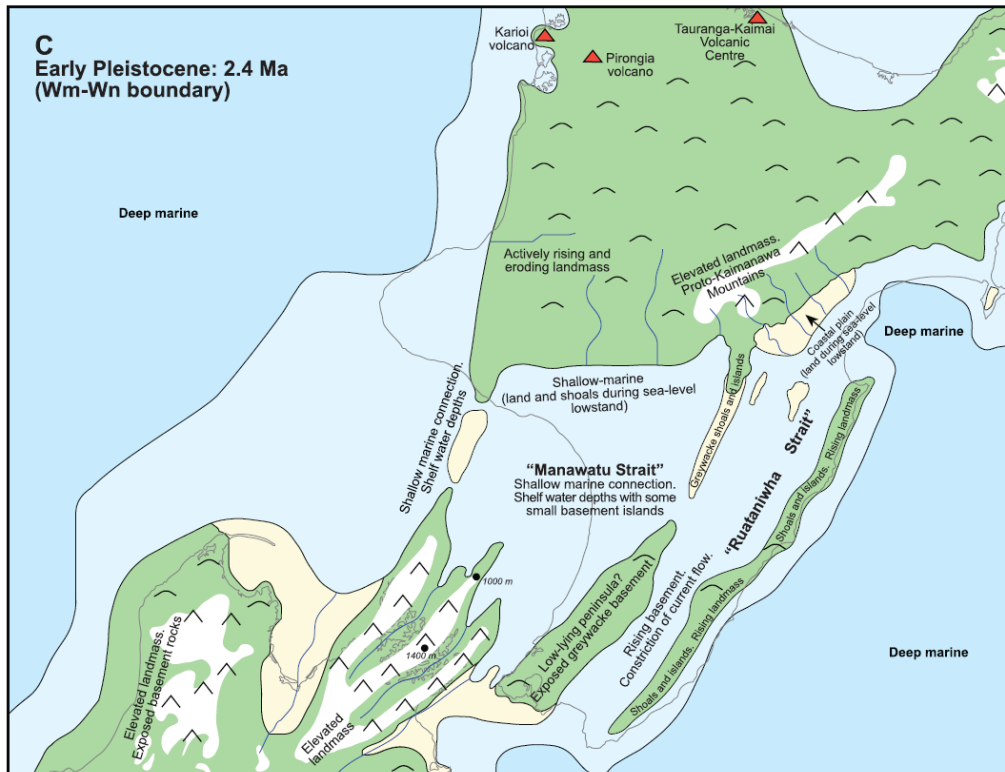 C
Early Pleistocene: 2.4 Ma
(Wm-Wn boundary)
Karioi
volcano
Pirongia
volcano
Tauranga-Kaimai
Volcanic
Centre
Deep marine
Actively rising and
eroding landmass
Elevated landmass.
Proto-Kaimanawa
Mountains
Coastal plain
(land during sea-level
lowstand)
Deep marine
Shallow-marine
(land and shoals during sea-level
lowstand)
Greywacke shoals and islands
Shallow marine connection.
Shelf water depths
"Manawatu Strait"
Shallow marine connection.
Shelf water depths with some
small basement islands
"Ruataniwha Strait"
Shoals and islands. Rising landmass
Rising basement.
Constriction of current flow.
Shoals and islands. Rising landmass
Low-lying peninsula?
Exposed greywacke basement
1000 m
1400 m
Elevated landmass.
Exposed basement rocks
Elevated
landmass
Deep marine